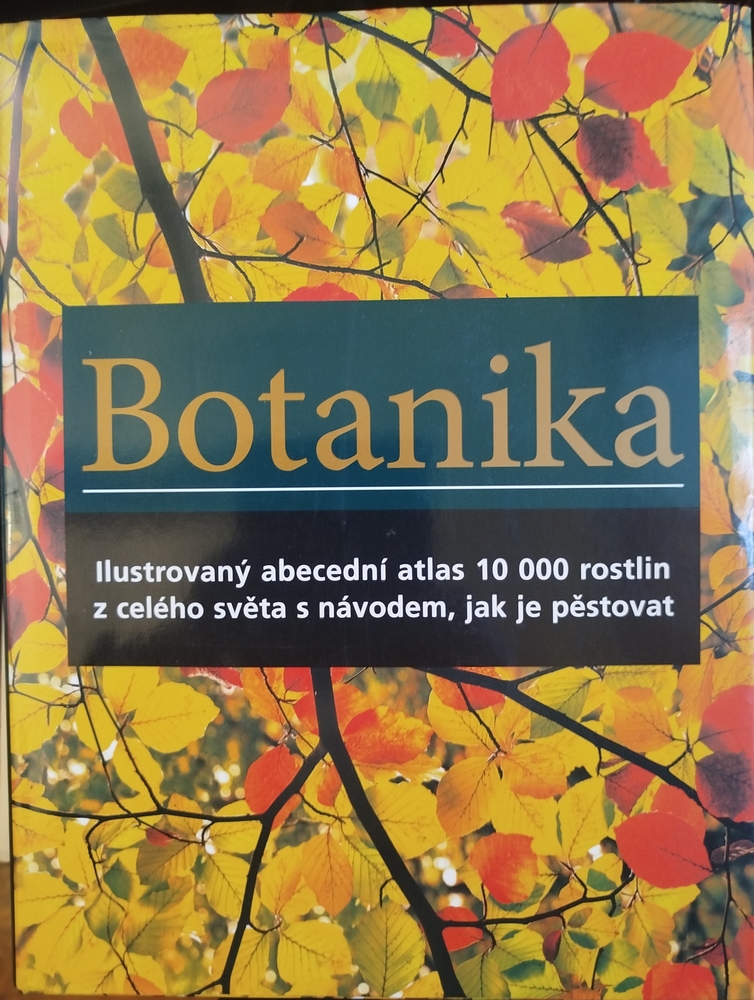 Botanika
Ilustrovaný abecední atlas 10 000 rostlin
z celého světa s návodem, jak je pěstovat